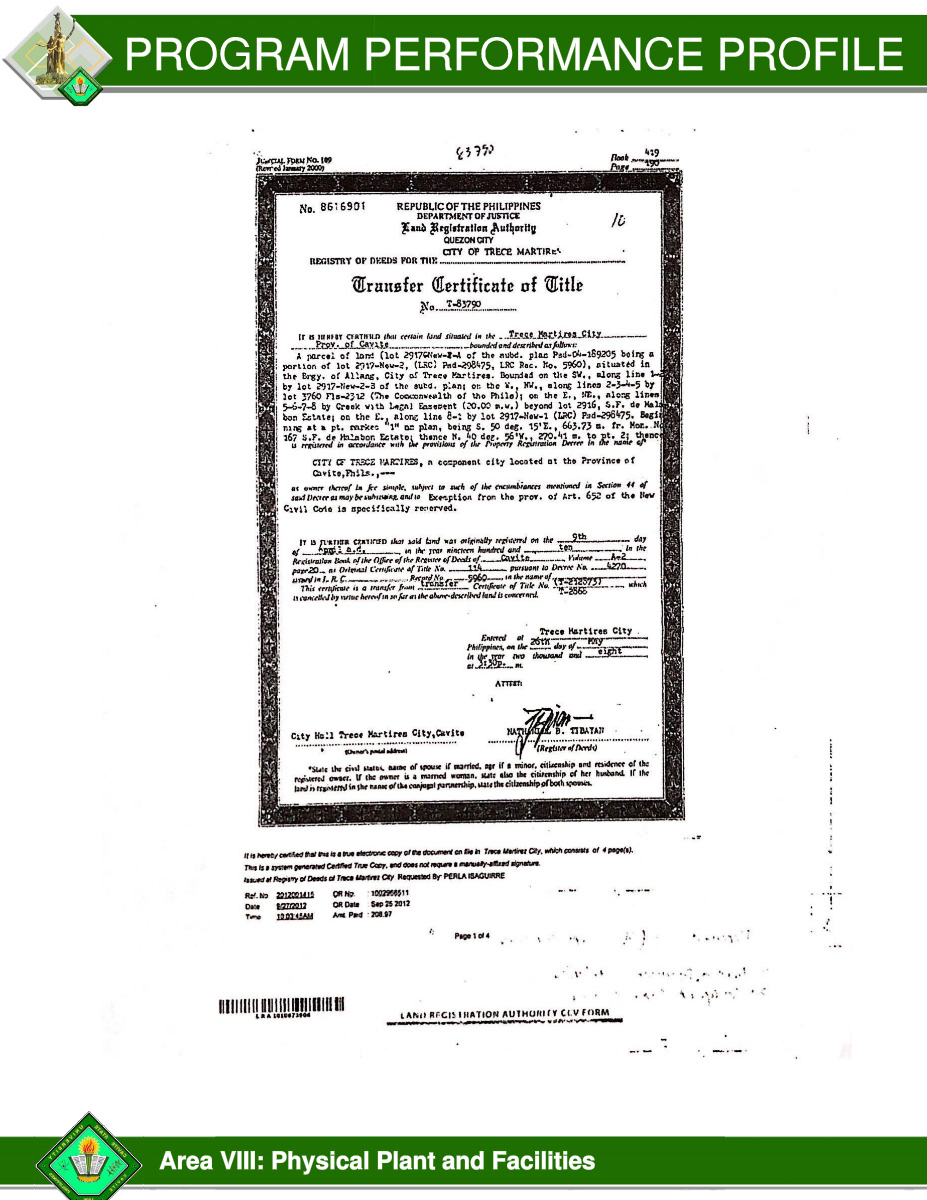 PROGRAM PERFORMANCE PROFILE
83790
JUDICIAL FORM No. 109
(Revised January 2000)
Book 419
Page 190
No. 8616901
REPUBLIC OF THE PHILIPPINES
DEPARTMENT OF JUSTICE
Land Registration Authority
QUEZON CITY
CITY OF TRECE MARTIRES
REGISTRY OF DEEDS FOR THE
Transfer Certificate of Title
No. T-83790
IT IS HEREBY CERTIFIED that certain land situated in the Trece Martires City
Prov. of Cavite bounded and described as follows:
A parcel of land (lot 2917-New-2-A of the subd. plan Psd-04-189205 being a
portion of lot 2917-New-2, (LRC) Psd-298475, LRC Rec. No. 5960), situated in
the Brgy. of Allang, City of Trece Martires. Bounded on the SW., along line 1-2
by lot 2917-New-2-B of the subd. plan; on the W., NW., along lines 2-3-4-5 by
lot 3760 Fls-2312 (The Commonwealth of the Phils); on the E., NE., along lines
5-6-7-8 by Creek with Legal Easement (20.00 m.w.) beyond lot 2916, S.F. de Mala
bon Estate; on the E., along line 8-1 by lot 2917-New-1 (LRC) Psd-298475. Begin
ning at a pt. marked "1" on plan, being S. 50 deg. 15'E., 663.73 m. fr. Mon. No
167 S.F. de Malabon Estate; thence N. 40 deg. 56'W., 270.41 m. to pt. 2; thence
is registered in accordance with the provisions of the Property Registration Decree in the name of
CITY OF TRECE MARTIRES, a component city located at the Province of
Cavite,Phils.,---
as owner thereof in fee simple, subject to such of the encumbrances mentioned in Section 44 of
said Decree as may be subsisting, and to Exemption from the prov. of Art. 652 of the New
Civil Code is specifically reserved.
IT IS FURTHER CERTIFIED that said land was originally registered on the 9th day
of April a.d. , in the year nineteen hundred and ten in the
Registration Book of the Office of the Register of Deeds of Cavite Volume A-2
page 20 as Original Certificate of Title No. 114 pursuant to Decree No. 4270
issued in L. R. C. Record No. 5960 in the name of
This certificate is a transfer from transfer Certificate of Title No. which
T-2866
is cancelled by virtue hereof in so far as the above-described land is concerned.
Entered at Trece Martires City
Philippines, on the 26th day of May
in the year two thousand and eight
at 3:30p. m.
ATTEST:
City Hall Trece Martires City,Cavite
(Owner's postal address)
B. TIBAYAN
(Register of Deeds)
*State the civil status, name of spouse if married, age if a minor, citizenship and residence of the
registered owner. If the owner is a married woman, state also the citizenship of her husband. If the
land is registered in the name of the conjugal partnership, state the citizenship of both spouses.
It is hereby certified that this is a true electronic copy of the document on file in Trece Martirez City, which consists of 4 page(s).
This is a system generated Certified True Copy, and does not require a manually-affixed signature.
Issued at Registry of Deeds of Trece Martirez City Requested By: PERLA ISAGUIRRE
Ref. No 2012001415 OR No. : 1002956511
Date 9/27/2012 OR Date : Sep 25 2012
Time 10:03:45AM Amt. Paid : 208.97
Page 1 of 4
LAND REGISTRATION AUTHORITY CCV FORM
Area VIII: Physical Plant and Facilities